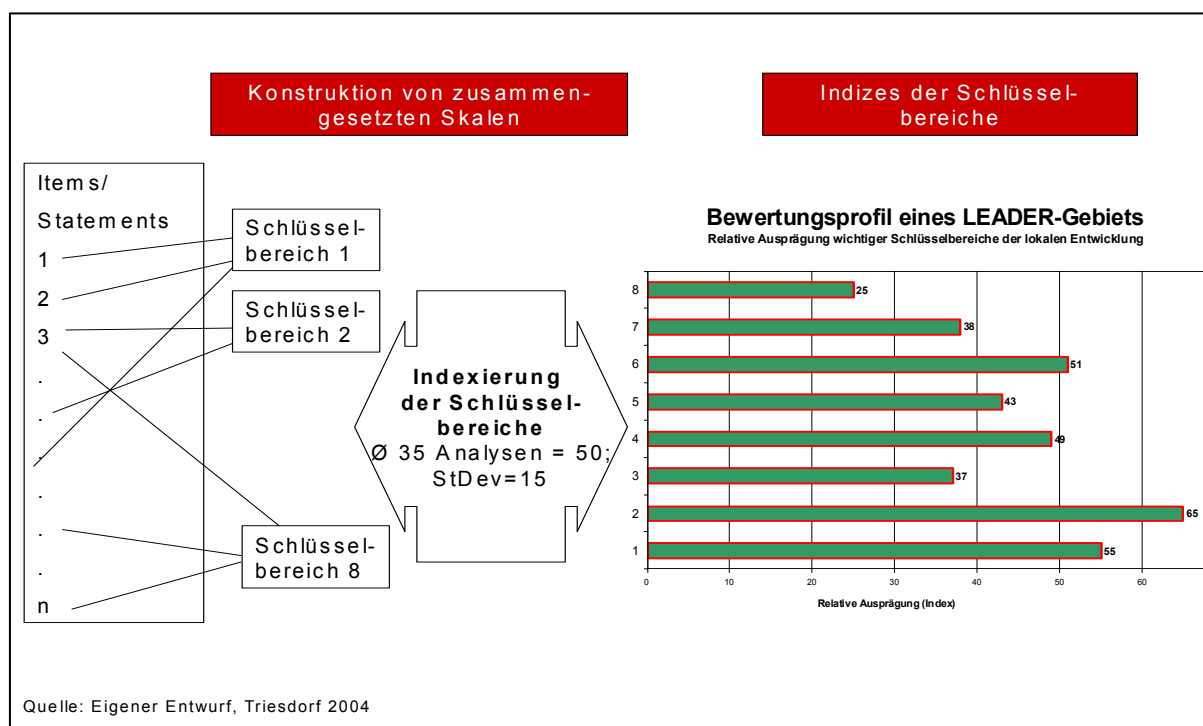 Konstruktion von zusammen-
gesetzten Skalen
Indizes der Schlüssel-
bereiche
Items/
Statements
1
2
3
.
.
.
.
.
.
n
Schlüssel-
bereich 1
Schlüssel-
bereich 2
Schlüssel-
bereich 8
Indexierung
der Schlüssel-
bereiche
Ø 35 Analysen = 50;
StDev=15
Bewertungsprofil eines LEADER-Gebiets
Relative Ausprägung wichtiger Schlüsselbereiche der lokalen Entwicklung
8 25
7 38
6 51
5 43
4 49
3 37
2 65
1 55
0 10 20 30 40 50 60
Relative Ausprägung (Index)
Quelle: Eigener Entwurf, Triesdorf 2004